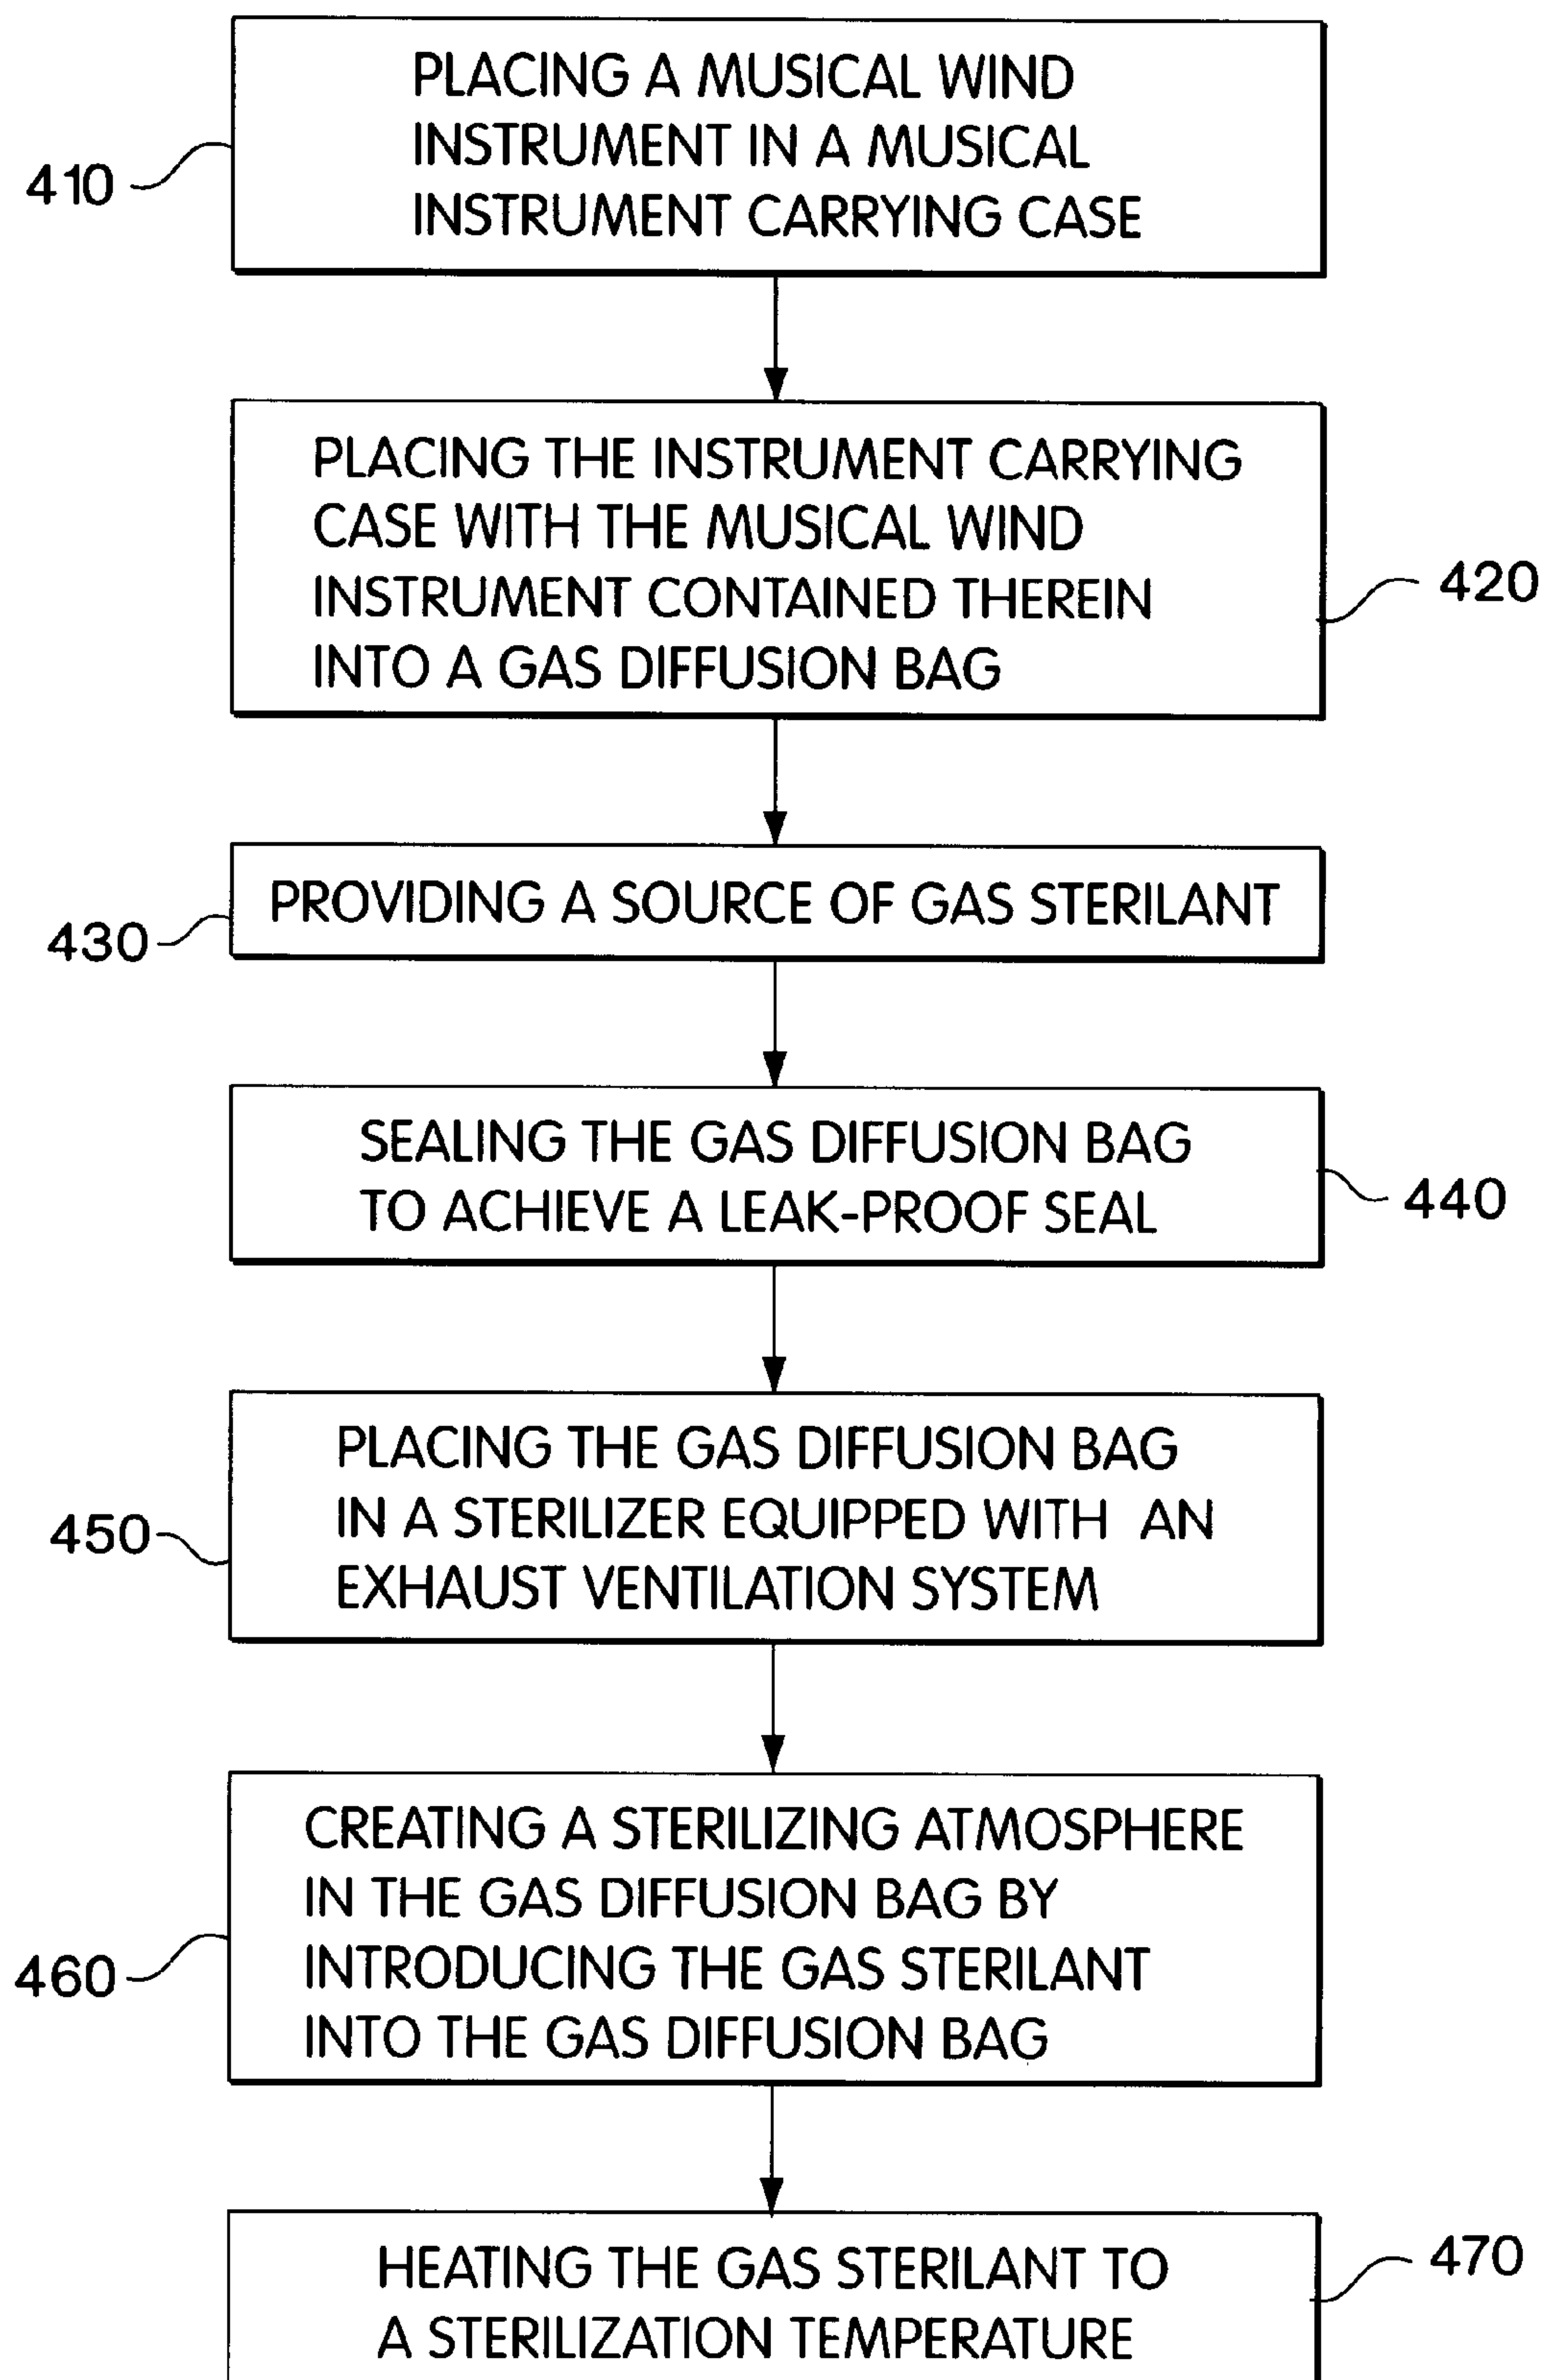 PLACING A MUSICAL WIND
INSTRUMENT IN A MUSICAL
INSTRUMENT CARRYING CASE
410
PLACING THE INSTRUMENT CARRYING
CASE WITH THE MUSICAL WIND
INSTRUMENT CONTAINED THEREIN
INTO A GAS DIFFUSION BAG
420
PROVIDING A SOURCE OF GAS STERILANT
430
SEALING THE GAS DIFFUSION BAG
TO ACHIEVE A LEAK-PROOF SEAL
440
PLACING THE GAS DIFFUSION BAG
IN A STERILIZER EQUIPPED WITH AN
EXHAUST VENTILATION SYSTEM
450
CREATING A STERILIZING ATMOSPHERE
IN THE GAS DIFFUSION BAG BY
INTRODUCING THE GAS STERILANT
INTO THE GAS DIFFUSION BAG
460
HEATING THE GAS STERILANT TO
A STERILIZATION TEMPERATURE
470